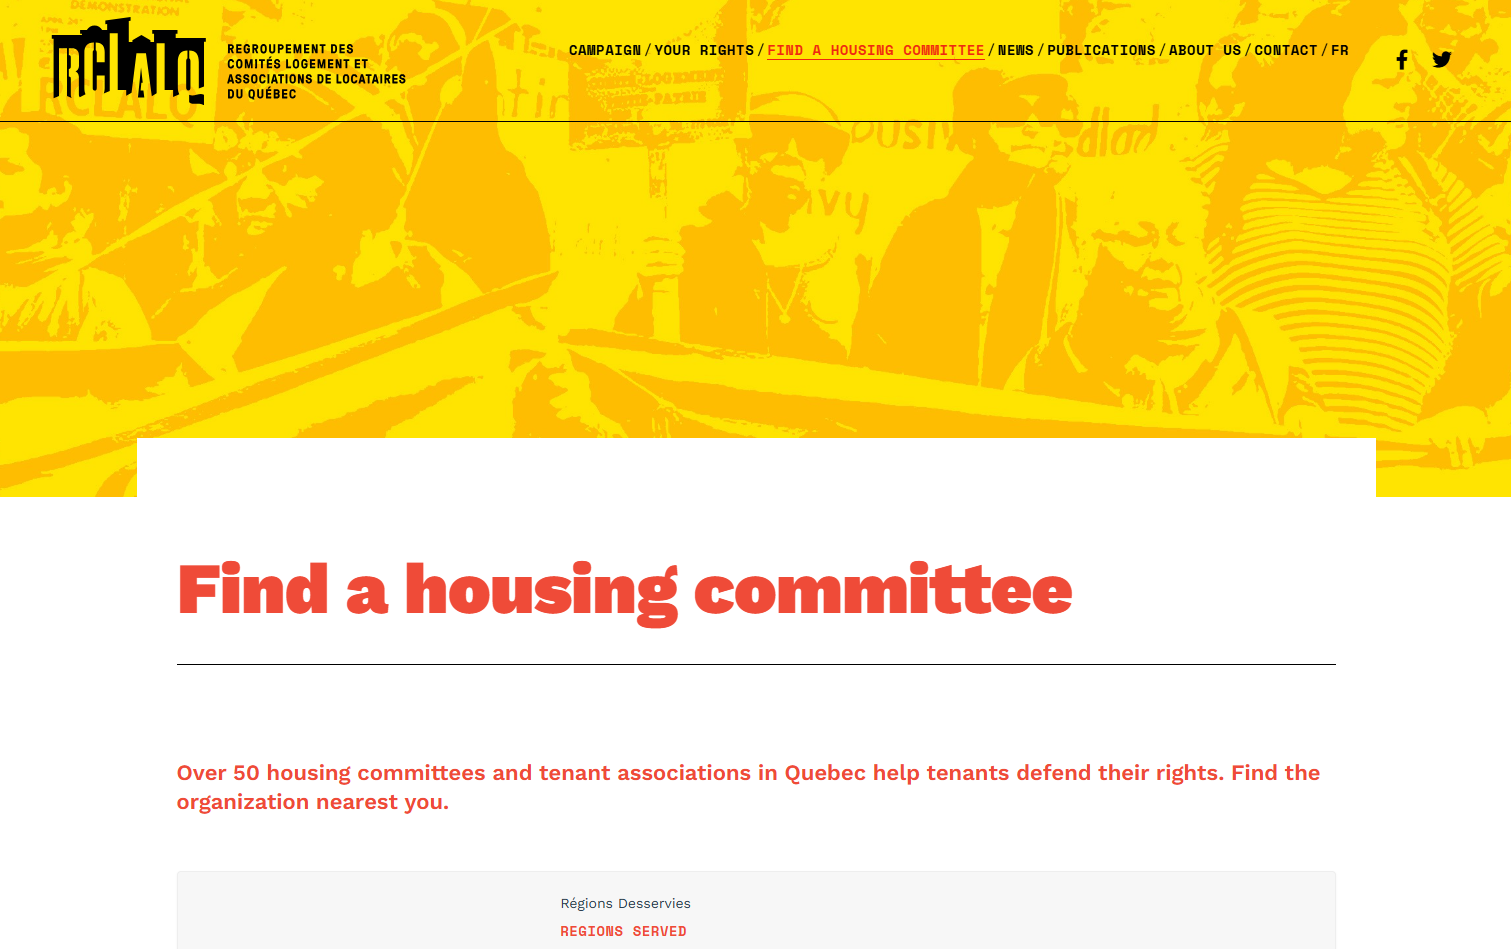 RCLALQ
REGROUPEMENT DES
COMITÉS LOGEMENT ET
ASSOCIATIONS DE LOCATAIRES
DU QUÉBEC
CAMPAIGN / YOUR RIGHTS / FIND A HOUSING COMMITTEE / NEWS / PUBLICATIONS / ABOUT US / CONTACT / FR
DEMONSTRATION
Find a housing committee
Over 50 housing committees and tenant associations in Quebec help tenants defend their rights. Find the
organization nearest you.
Régions Desservies
REGIONS SERVED